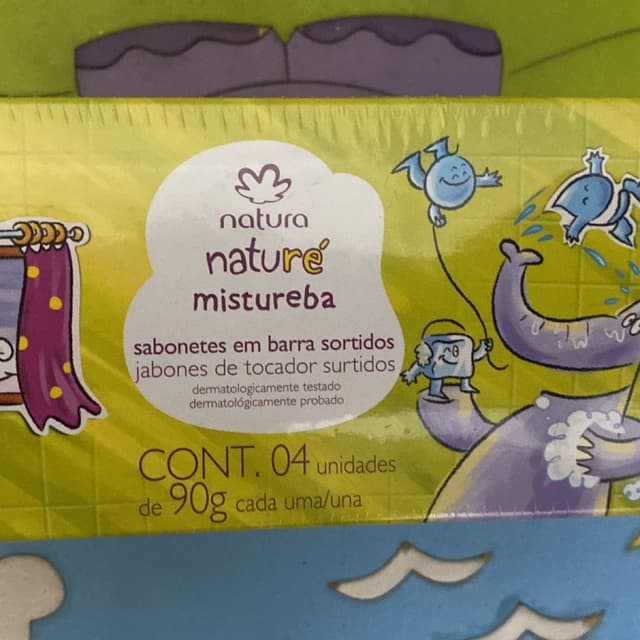 natura
naturé
mistureba
sabonetes em barra sortidos
jabones de tocador surtidos
dermatologicamente testado
dermatológicamente probado
CONT. 04 unidades
de 90g cada uma/una